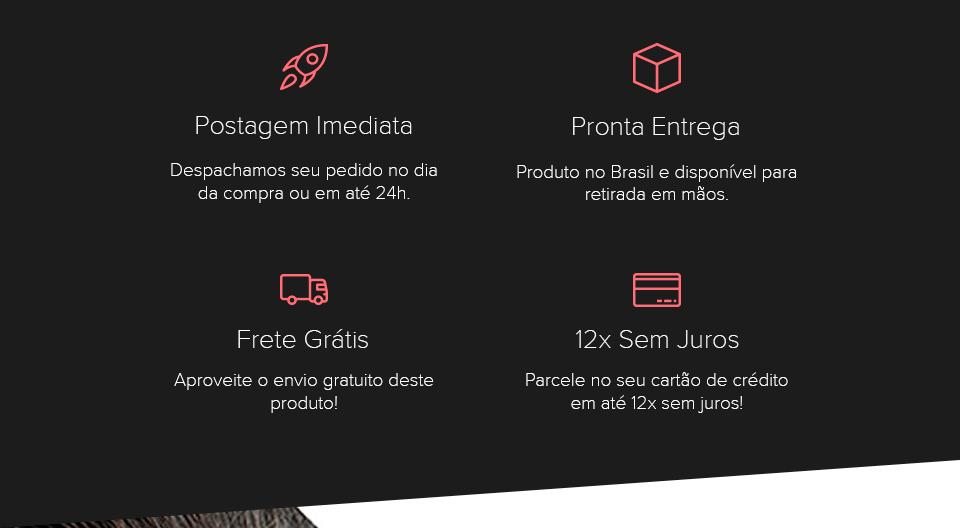 Postagem Imediata
Despachamos seu pedido no dia
da compra ou em até 24h.
Pronta Entrega
Produto no Brasil e disponível para
retirada em mãos.
Frete Grátis
Aproveite o envio gratuito deste
produto!
12x Sem Juros
Parcele no seu cartão de crédito
em até 12x sem juros!